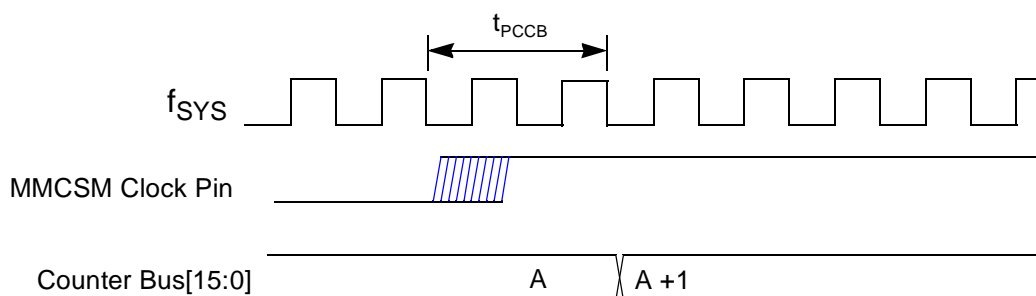 tPCCB
fSYS
MMCSM Clock Pin
Counter Bus[15:0]
A
A +1